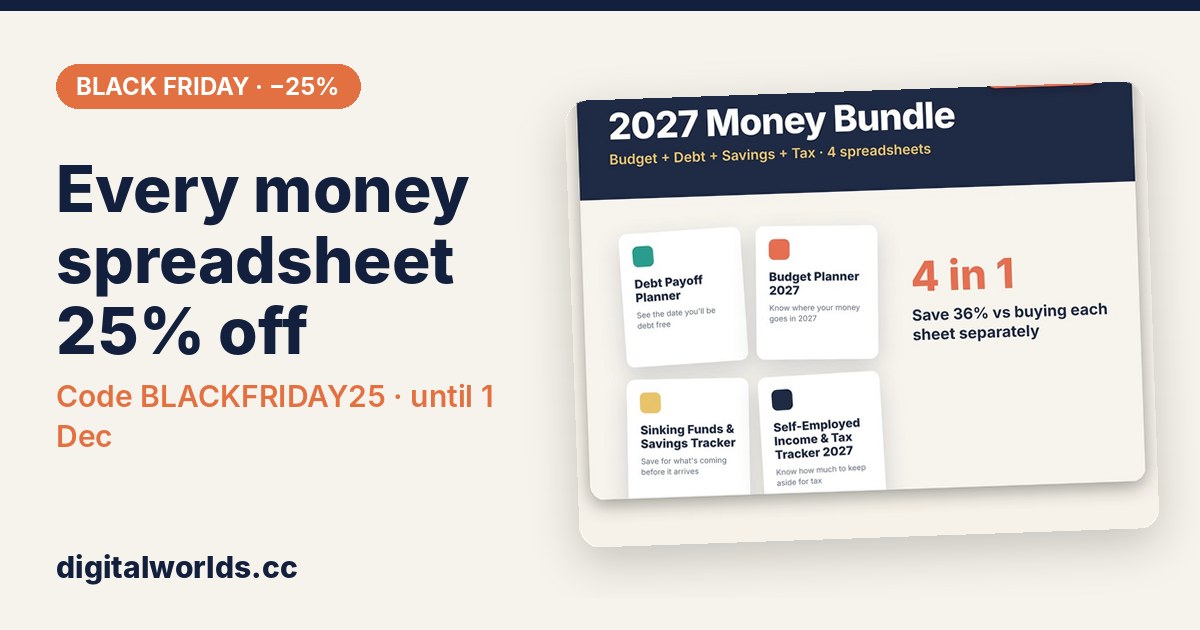 BLACK FRIDAY · −25%
Every money
spreadsheet
25% off
Code BLACKFRIDAY25 · until 1
Dec
digitalworlds.cc
2027 Money Bundle
Budget + Debt + Savings + Tax · 4 spreadsheets
Debt Payoff
Planner
See the date you'll be
debt free
Budget Planner
2027
Know where your money
goes in 2027
4 in 1
Save 36% vs buying each
sheet separately
Sinking Funds &
Savings Tracker
Save for what's coming
before it arrives
Self-Employed
Income & Tax
Tracker 2027
Know how much to keep
aside for tax